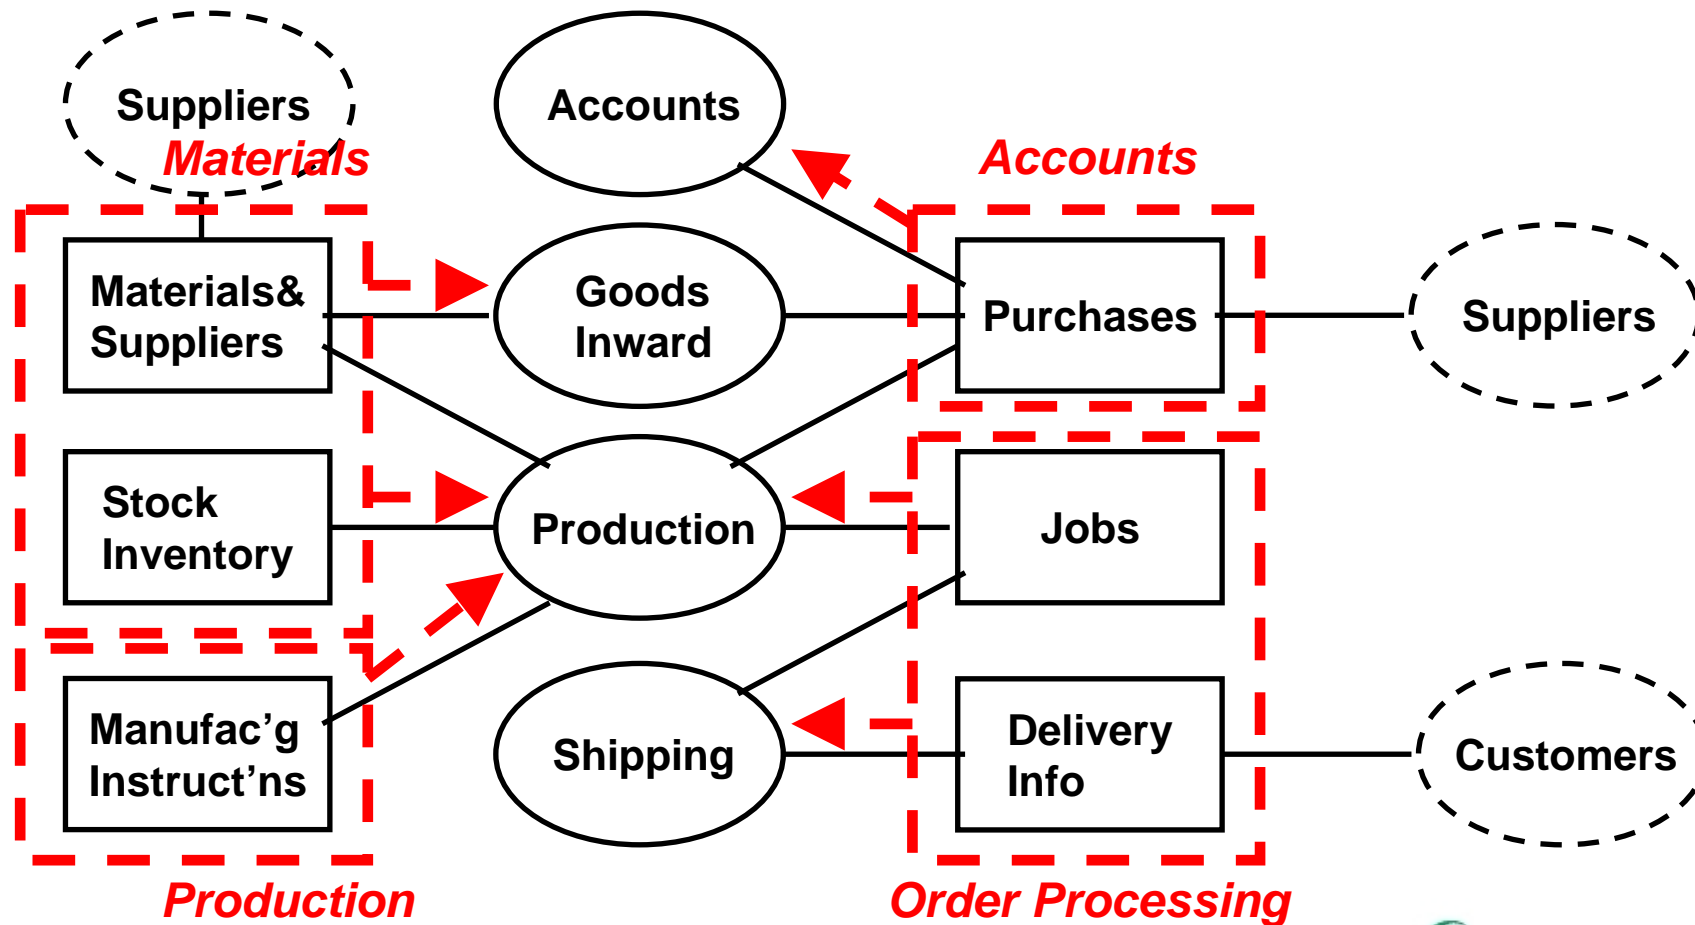 Suppliers
Accounts
Materials
Accounts
Materials&
Suppliers
Goods
Inward
Purchases
Suppliers
Stock
Inventory
Production
Jobs
Manufac’g
Instruct’ns
Shipping
Delivery
Info
Customers
Production
Order Processing